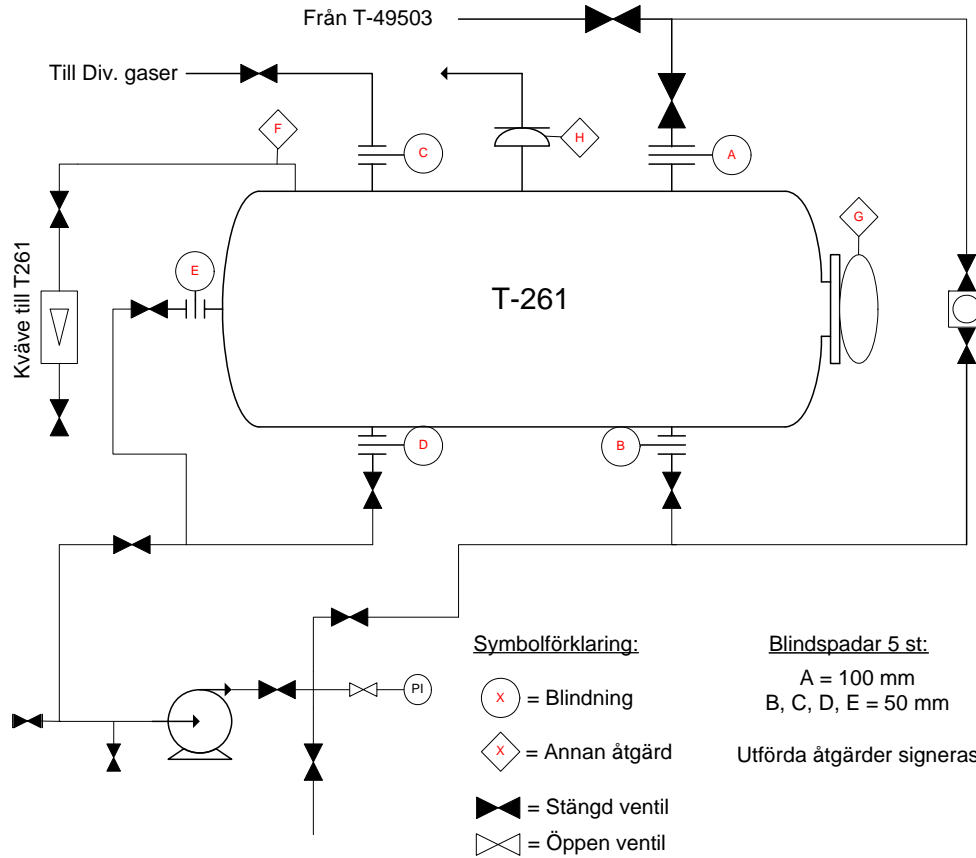 Från T-49503
Till Div. gaser
F
H
C
A
G
E
Kväve till T261
T-261
D
B
Symbolförklaring:
Blindspadar 5 st:
A = 100 mm
B, C, D, E = 50 mm
X = Blindning
PI
X = Annan åtgärd
Utförda åtgärder signeras
= Stängd ventil
= Öppen ventil